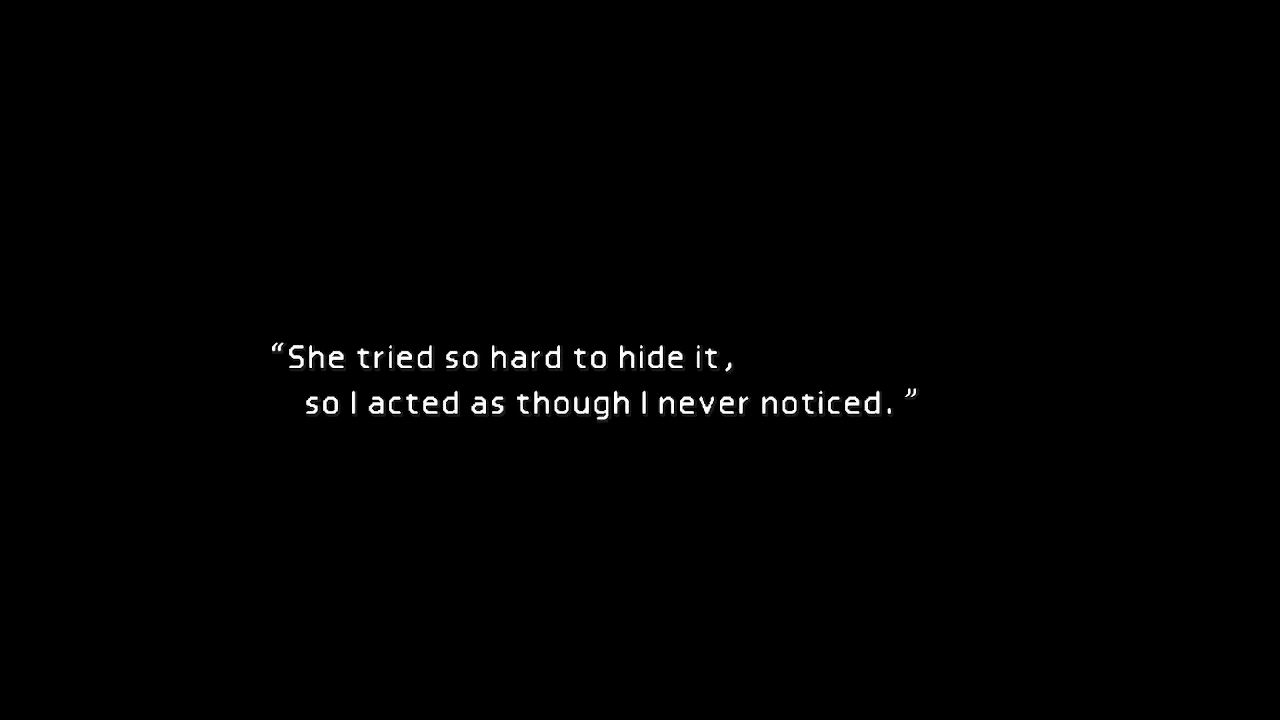 “She tried so hard to hide it,
so I acted as though I never noticed. ”